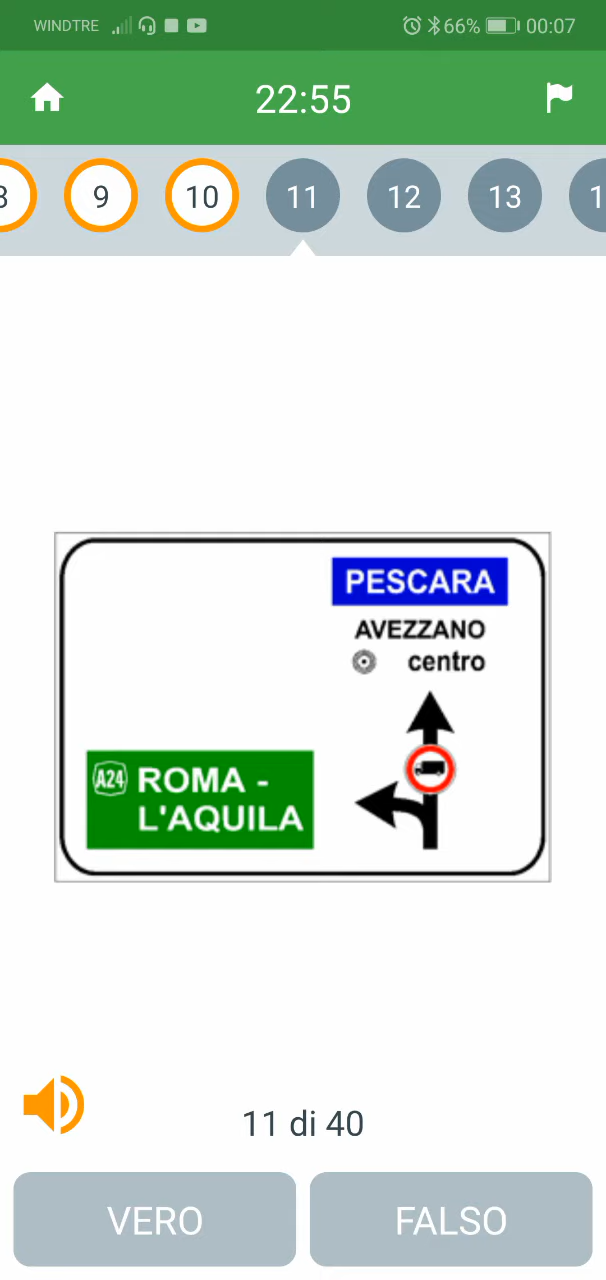 WINDTRE 66% 00:07
22:55
8 9 10 11 12 13 1
PESCARA
AVEZZANO
centro
A24 ROMA -
L'AQUILA
11 di 40
VERO FALSO